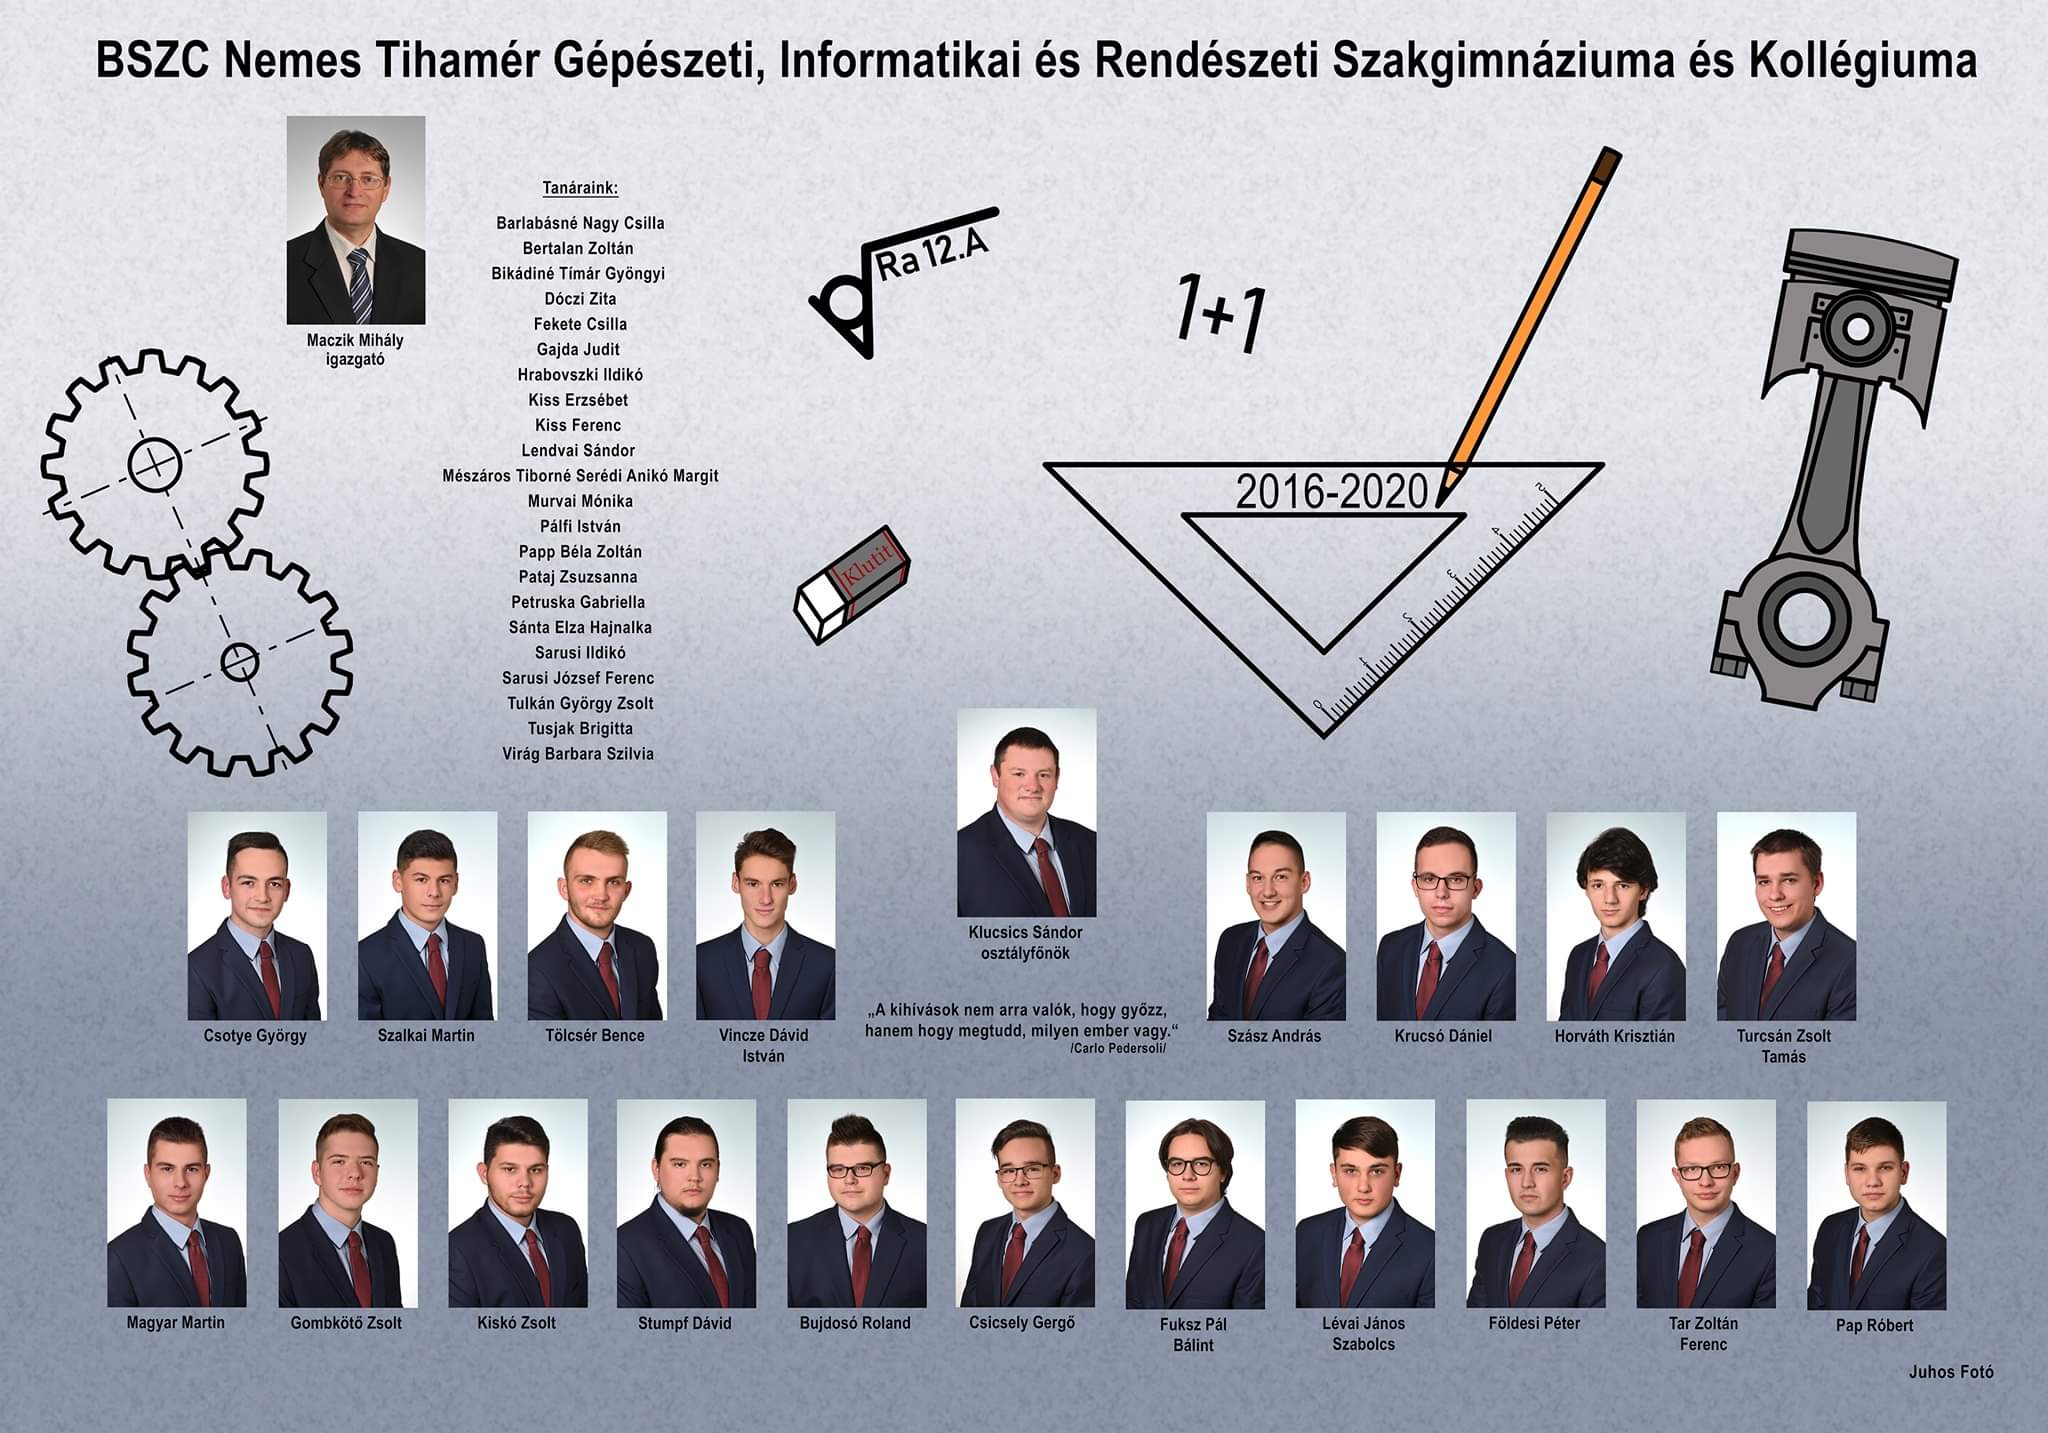 BSZC Nemes Tihamér Gépészeti, Informatikai és Rendészeti Szakgimnáziuma és Kollégiuma
Maczik Mihály
igazgató
Tanáraink:
Barlabásné Nagy Csilla
Bertalan Zoltán
Bikádiné Tímár Gyöngyi
Dóczi Zita
Fekete Csilla
Gajda Judit
Hrabovszki Ildikó
Kiss Erzsébet
Kiss Ferenc
Lendvai Sándor
Mészáros Tiborné Serédi Anikó Margit
Murvai Mónika
Pálfi István
Papp Béla Zoltán
Pataj Zsuzsanna
Petruska Gabriella
Sánta Elza Hajnalka
Sarusi Ildikó
Sarusi József Ferenc
Tulkán György Zsolt
Tusjak Brigitta
Virág Barbara Szilvia
Ra 12.A
1+1
2016-2020
0 1 2 3 4 5
Klutit
Klucsics Sándor
osztályfőnök
„A kihívások nem arra valók, hogy győzz,
hanem hogy megtudd, milyen ember vagy.“
/Carlo Pedersoli/
Csotye György
Szalkai Martin
Tölcsér Bence
Vincze Dávid
István
Szász András
Krucsó Dániel
Horváth Krisztián
Turcsán Zsolt
Tamás
Magyar Martin
Gombkötő Zsolt
Kiskó Zsolt
Stumpf Dávid
Bujdosó Roland
Csicsely Gergő
Fuksz Pál
Bálint
Lévai János
Szabolcs
Földesi Péter
Tar Zoltán
Ferenc
Pap Róbert
Juhos Fotó